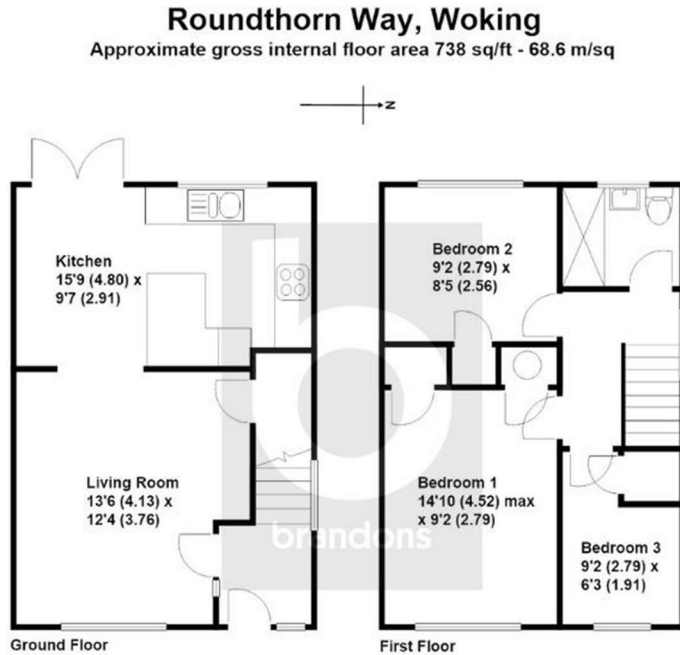 Roundthorn Way, Woking
Approximate gross internal floor area 738 sq/ft - 68.6 m/sq
N
Kitchen
15'9 (4.80) x
9'7 (2.91)
Living Room
13'6 (4.13) x
12'4 (3.76)
Ground Floor
Bedroom 2
9'2 (2.79) x
8'5 (2.56)
Bedroom 1
14'10 (4.52) max
x 9'2 (2.79)
Bedroom 3
9'2 (2.79) x
6'3 (1.91)
First Floor
b
brandons